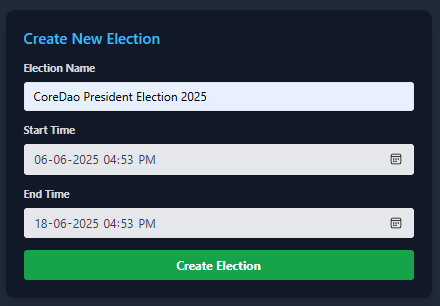 Create New Election
Election Name
CoreDao President Election 2025
Start Time
06-06-2025 04:53 PM
End Time
18-06-2025 04:53 PM
Create Election